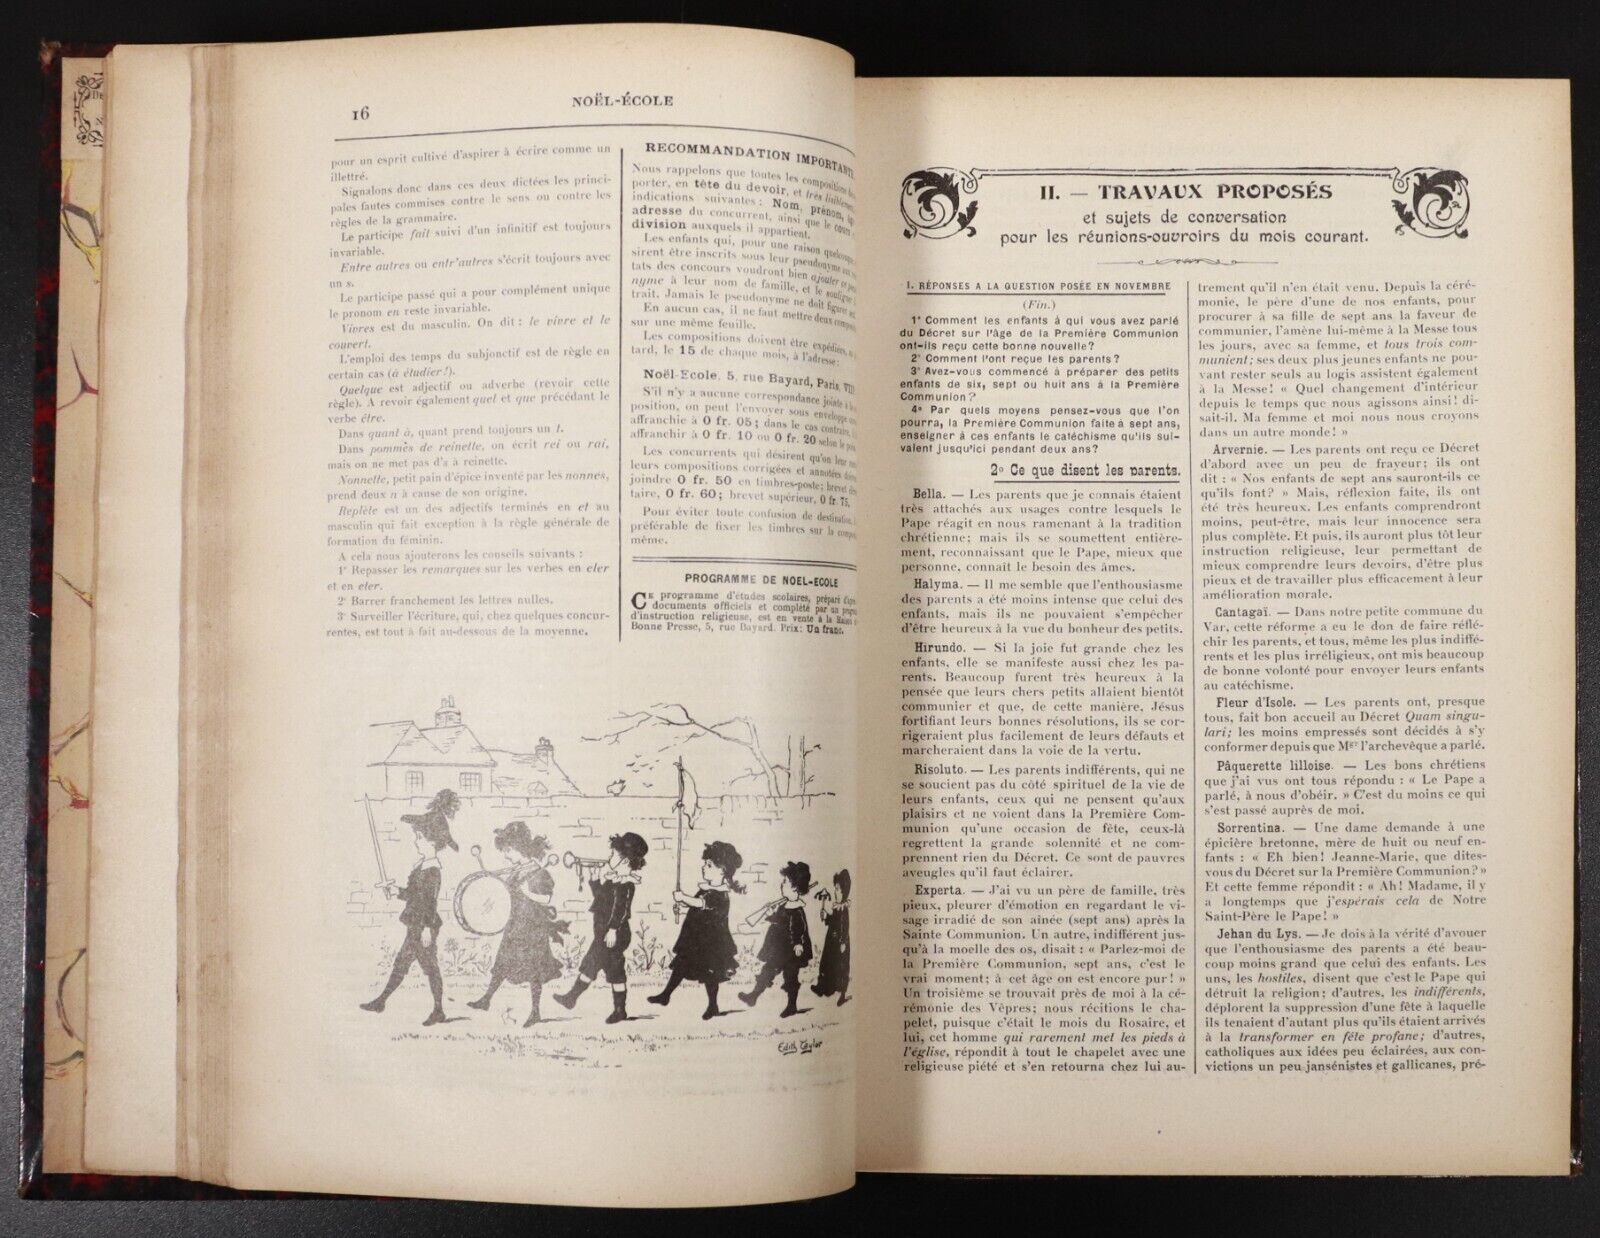 16
NOËL-ÉCOLE
pour un esprit cultivé d'aspirer à écrire comme un
illettré.
Signalons donc dans ces deux dictées les princi-
pales fautes commises contre le sens ou contre les
règles de la grammaire.
Le participe fait suivi d'un infinitif est toujours
invariable.
Entre autres ou entr'autres s'écrit toujours avec
un s.
Le participe passé qui a pour complément unique
le pronom en reste invariable.
Vivres est du masculin. On dit : le vivre et le
couvert.
L'emploi des temps du subjonctif est de règle en
certain cas (à étudier!).
Quelque est adjectif ou adverbe (revoir cette
règle). A revoir également quel et que précédant le
verbe être.
Dans quant à, quant prend toujours un t.
Dans pommes de reinette, on écrit rei ou rai,
mais on ne met pas d's à reinette.
Nonnette, petit pain d'épice inventé par les nonnes,
prend deux n à cause de son origine.
Replète est un des adjectifs terminés en et au
masculin qui fait exception à la règle générale de
formation du féminin.
A cela nous ajouterons les conseils suivants :
1° Repasser les remarques sur les verbes en eler
et en eter.
2° Barrer franchement les lettres nulles.
3° Surveiller l'écriture, qui, chez quelques concur-
rentes, est tout à fait au-dessous de la moyenne.
RECOMMANDATION IMPORTANTE
Nous rappelons que toutes les compositions
porter, en tête du devoir, et très lisiblement
indications suivantes : Nom, prénom,
adresse du concurrent, ainsi que le cours
division auxquels il appartient.
Les enfants qui, pour une raison quelconque
sirent être inscrits sous leur pseudonyme aux
tats des concours voudront bien ajouter ce
nyme à leur nom de famille, et le souligner
trait. Jamais le pseudonyme ne doit figurer
En aucun cas, il ne faut mettre deux
sur une même feuille.
Les compositions doivent être expédiées, au
tard, le 15 de chaque mois, à l'adresse :
Noël-Ecole, 5, rue Bayard, Paris, VIII
S'il n'y a aucune correspondance jointe à
position, on peut l'envoyer sous enveloppe
affranchie à 0 fr. 05; dans le cas contraire,
affranchir à 0 fr. 10 ou 0 fr. 20 selon le
Les concurrents qui désirent qu'on leur
leurs compositions corrigées et annotées
joindre 0 fr. 50 en timbres-poste; brevet
taire, 0 fr. 60; brevet supérieur, 0 fr. 75.
Pour éviter toute confusion de destination,
préférable de fixer les timbres sur la
même.
PROGRAMME DE NOEL-ECOLE
CE programme d'études scolaires, préparé
documents officiels et complété par un
d'instruction religieuse, est en vente à la Maison
Bonne Presse, 5, rue Bayard. Prix: Un franc.
Edith Taylor
II. — TRAVAUX PROPOSÉS
et sujets de conversation
pour les réunions-ouvroirs du mois courant.
I. RÉPONSES A LA QUESTION POSÉE EN NOVEMBRE
(Fin.)
1° Comment les enfants à qui vous avez parlé
du Décret sur l'âge de la Première Communion
ont-ils reçu cette bonne nouvelle?
2° Comment l'ont reçue les parents?
3° Avez-vous commencé à préparer des petits
enfants de six, sept ou huit ans à la Première
Communion?
4° Par quels moyens pensez-vous que l'on
pourra, la Première Communion faite à sept ans,
enseigner à ces enfants le catéchisme qu'ils sui-
vaient jusqu'ici pendant deux ans?
2° Ce que disent les parents.
Bella. — Les parents que je connais étaient
très attachés aux usages contre lesquels le
Pape réagit en nous ramenant à la tradition
chrétienne; mais ils se soumettent entière-
ment, reconnaissant que le Pape, mieux que
personne, connaît le besoin des âmes.
Halyma. — Il me semble que l'enthousiasme
des parents a été moins intense que celui des
enfants, mais ils ne pouvaient s'empêcher
d'être heureux à la vue du bonheur des petits.
Hirundo. — Si la joie fut grande chez les
enfants, elle se manifeste aussi chez les pa-
rents. Beaucoup furent très heureux à la
pensée que leurs chers petits allaient bientôt
communier et que, de cette manière, Jésus
fortifiant leurs bonnes résolutions, ils se cor-
rigeraient plus facilement de leurs défauts et
marcheraient dans la voie de la vertu.
Risoluto. — Les parents indifférents, qui ne
se soucient pas du côté spirituel de la vie de
leurs enfants, ceux qui ne pensent qu'aux
plaisirs et ne voient dans la Première Com-
munion qu'une occasion de fête, ceux-là
regrettent la grande solennité et ne com-
prennent rien du Décret. Ce sont de pauvres
aveugles qu'il faut éclairer.
Experta. — J'ai vu un père de famille, très
pieux, pleurer d'émotion en regardant le vi-
sage irradié de son aînée (sept ans) après la
Sainte Communion. Un autre, indifférent jus-
qu'à la moelle des os, disait : « Parlez-moi de
la Première Communion, sept ans, c'est le
vrai moment; à cet âge on est encore pur! »
Un troisième se trouvait près de moi à la cé-
rémonie des Vêpres; nous récitions le cha-
pelet, puisque c'était le mois du Rosaire, et
lui, cet homme qui rarement met les pieds à
l'église, répondit à tout le chapelet avec une
religieuse piété et s'en retourna chez lui au-
trement qu'il n'en était venu. Depuis la céré-
monie, le père d'une de nos enfants, pour
procurer à sa fille de sept ans la faveur de
communier, l'amène lui-même à la Messe tous
les jours, avec sa femme, et tous trois com-
munient; ses deux plus jeunes enfants ne pou-
vant rester seuls au logis assistent également
à la Messe! « Quel changement d'intérieur
depuis le temps que nous agissons ainsi! di-
sait-il. Ma femme et moi nous nous croyons
dans un autre monde! »
Arvernie. — Les parents ont reçu ce Décret
d'abord avec un peu de frayeur; ils ont
dit : « Nos enfants de sept ans sauront-ils ce
qu'ils font? » Mais, réflexion faite, ils ont
été très heureux. Les enfants comprendront
moins, peut-être, mais leur innocence sera
plus complète. Et puis, ils auront plus tôt leur
instruction religieuse, leur permettant de
mieux comprendre leurs devoirs, d'être plus
pieux et de travailler plus efficacement à leur
amélioration morale.
Cantagaï. — Dans notre petite commune du
Var, cette réforme a eu le don de faire réflé-
chir les parents, et tous, même les plus indiffé-
rents et les plus irréligieux, ont mis beaucoup
de bonne volonté pour envoyer leurs enfants
au catéchisme.
Fleur d'Isole. — Les parents ont, presque
tous, fait bon accueil au Décret Quam singu-
lari; les moins empressés sont décidés à s'y
conformer depuis que Mgr l'archevêque a parlé.
Pâquerette lilloise. — Les bons chrétiens
que j'ai vus ont tous répondu : « Le Pape a
parlé, à nous d'obéir. » C'est du moins ce qui
s'est passé auprès de moi.
Sorrentina. — Une dame demande à une
épicière bretonne, mère de huit ou neuf en-
fants : « Eh bien! Jeanne-Marie, que dites-
vous du Décret sur la Première Communion? »
Et cette femme répondit : « Ah! Madame, il y
a longtemps que j'espérais cela de Notre
Saint-Père le Pape! »
Jehan du Lys. — Je dois à la vérité d'avouer
que l'enthousiasme des parents a été beau-
coup moins grand que celui des enfants. Les
uns, les hostiles, disent que c'est le Pape qui
détruit la religion; d'autres, les indifférents,
déplorent la suppression d'une fête à laquelle
ils tenaient d'autant plus qu'ils étaient arrivés
à la transformer en fête profane; d'autres,
catholiques aux idées peu éclairées, aux con-
victions un peu jansénistes et gallicanes, pré-